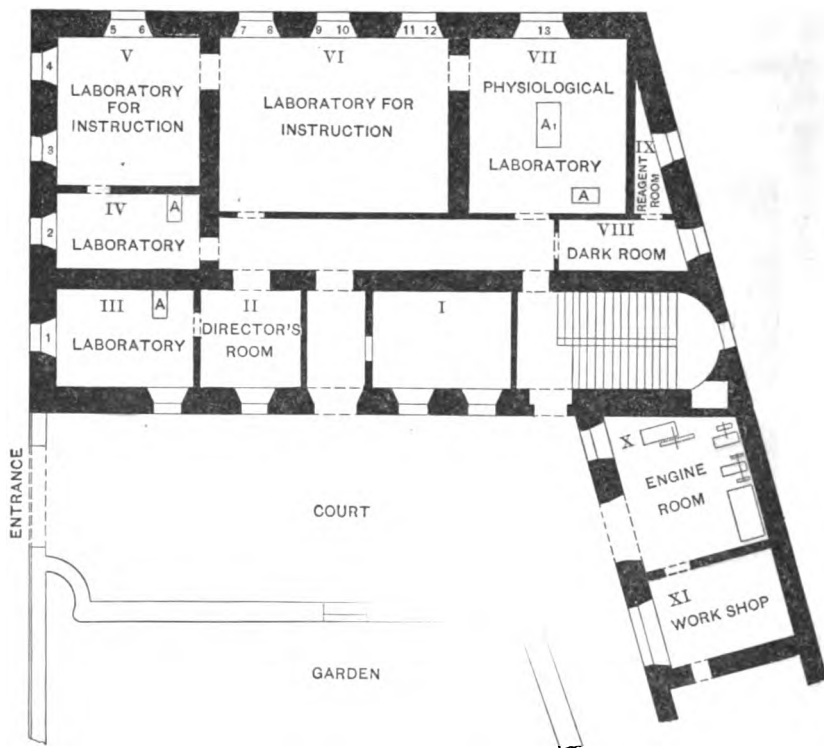 5 6
7 8
9 10
11 12
13
4
V
LABORATORY
FOR
INSTRUCTION
VI
LABORATORY FOR
INSTRUCTION
VII
PHYSIOLOGICAL
A1
LABORATORY
A
IX
REAGENT
ROOM
3
2
IV
A
LABORATORY
VIII
DARK ROOM
1
III
A
LABORATORY
II
DIRECTOR'S
ROOM
I
ENTRANCE
COURT
X
ENGINE
ROOM
XI
WORK SHOP
GARDEN